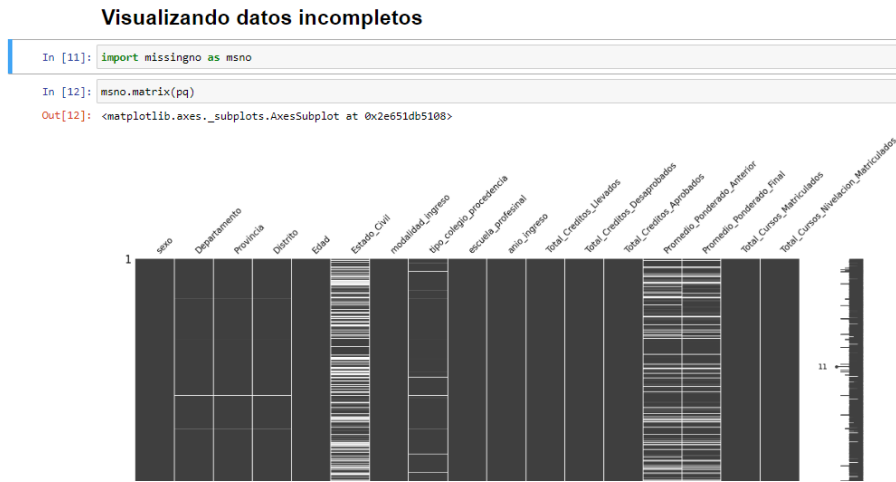 Visualizando datos incompletos
In [11]: import missingno as msno
In [12]: msno.matrix(pq)
Out[12]: <matplotlib.axes._subplots.AxesSubplot at 0x2e651db5108>
sexo
Departamento
Provincia
Distrito
Edad
Estado_Civil
modalidad_ingreso
tipo_colegio_procedencia
escuela_profesinal
anio_ingreso
Total_Creditos_Llevados
Total_Creditos_Desaprobados
Total_Creditos_Aprobados
Promedio_Ponderado_Anterior
Promedio_Ponderado_Final
Total_Cursos_Matriculados
Total_Cursos_Nivelacion_Matriculados
1
11